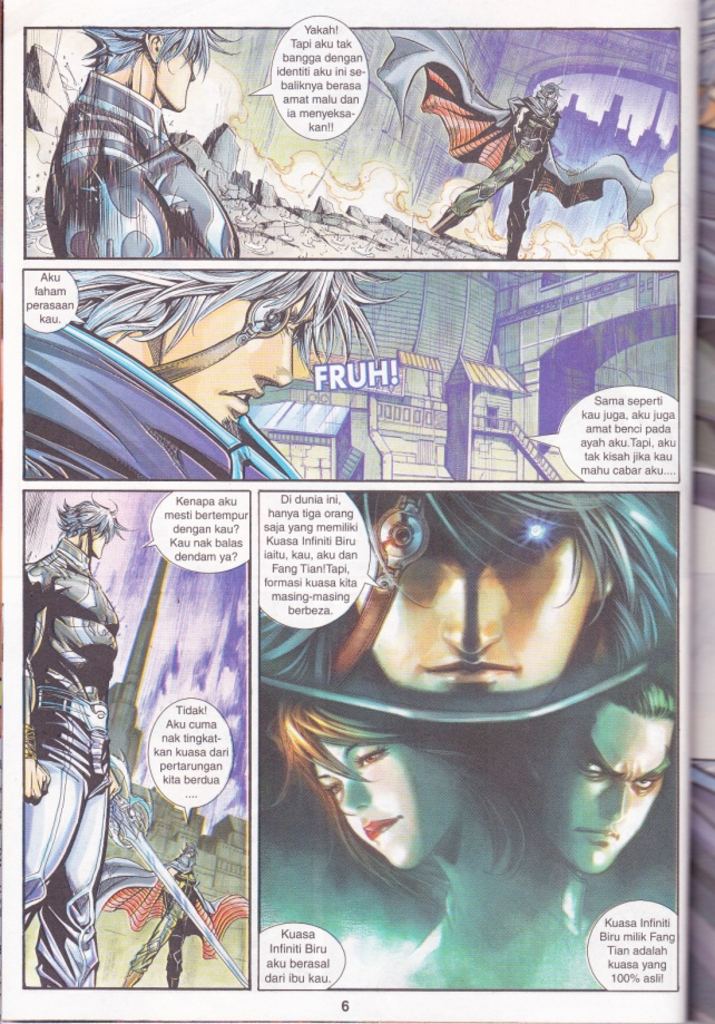 Yakah!
Tapi aku tak
bangga dengan
identiti aku ini se-
baliknya berasa
amat malu dan
ia menyeksa-
kan!!
Aku
faham
perasaan
kau.
FRUH!
Sama seperti
kau juga, aku juga
amat benci pada
ayah aku.Tapi, aku
tak kisah jika kau
mahu cabar aku....
Kenapa aku
mesti bertempur
dengan kau?
Kau nak balas
dendam ya?
Tidak!
Aku cuma
nak tingkat-
kan kuasa dari
pertarungan
kita berdua
....
Di dunia ini,
hanya tiga orang
saja yang memiliki
Kuasa Infiniti Biru
iaitu, kau, aku dan
Fang Tian!Tapi,
formasi kuasa kita
masing-masing
berbeza.
Kuasa
Infiniti Biru
aku berasal
dari ibu kau.
Kuasa Infiniti
Biru milik Fang
Tian adalah
kuasa yang
100% asli!
6